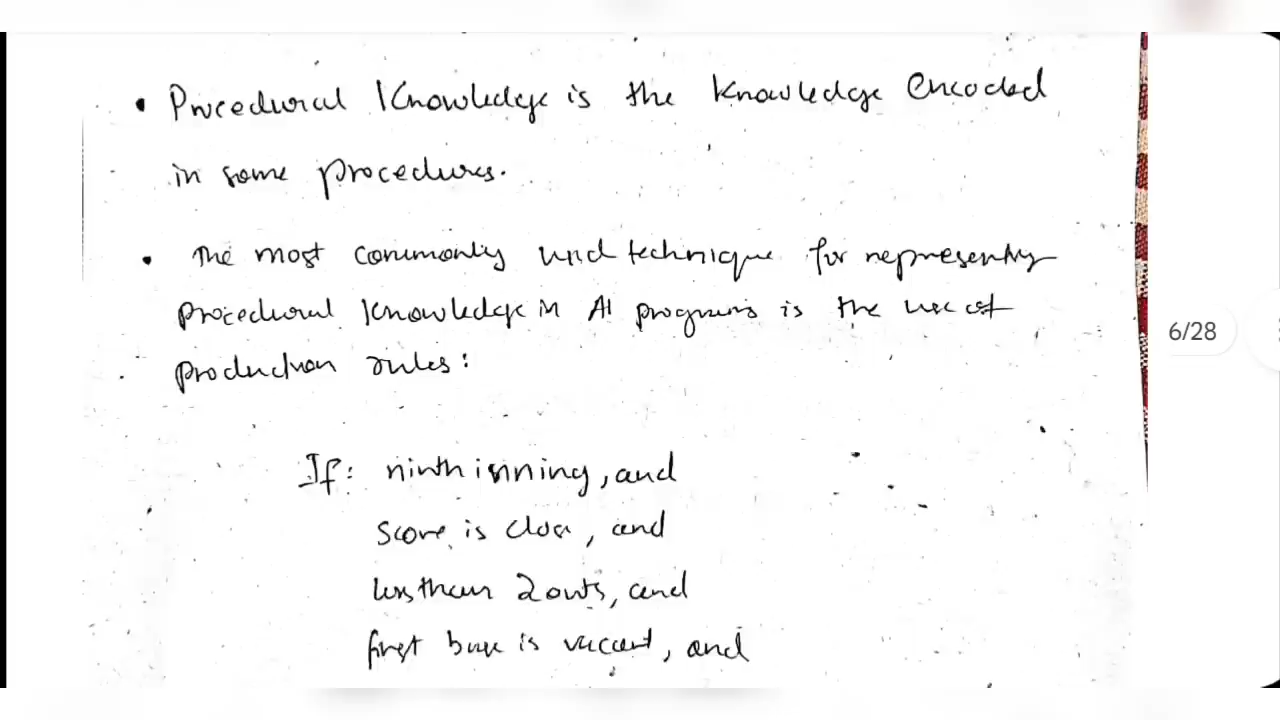 • Procedural Knowledge is the Knowledge encoded
in some procedures.
• The most commonly used technique for representing
procedural Knowledge in AI programs is the use of
production rules:
6/28
If: ninth inning, and
score is close, and
less than 2 outs, and
first base is vacant, and